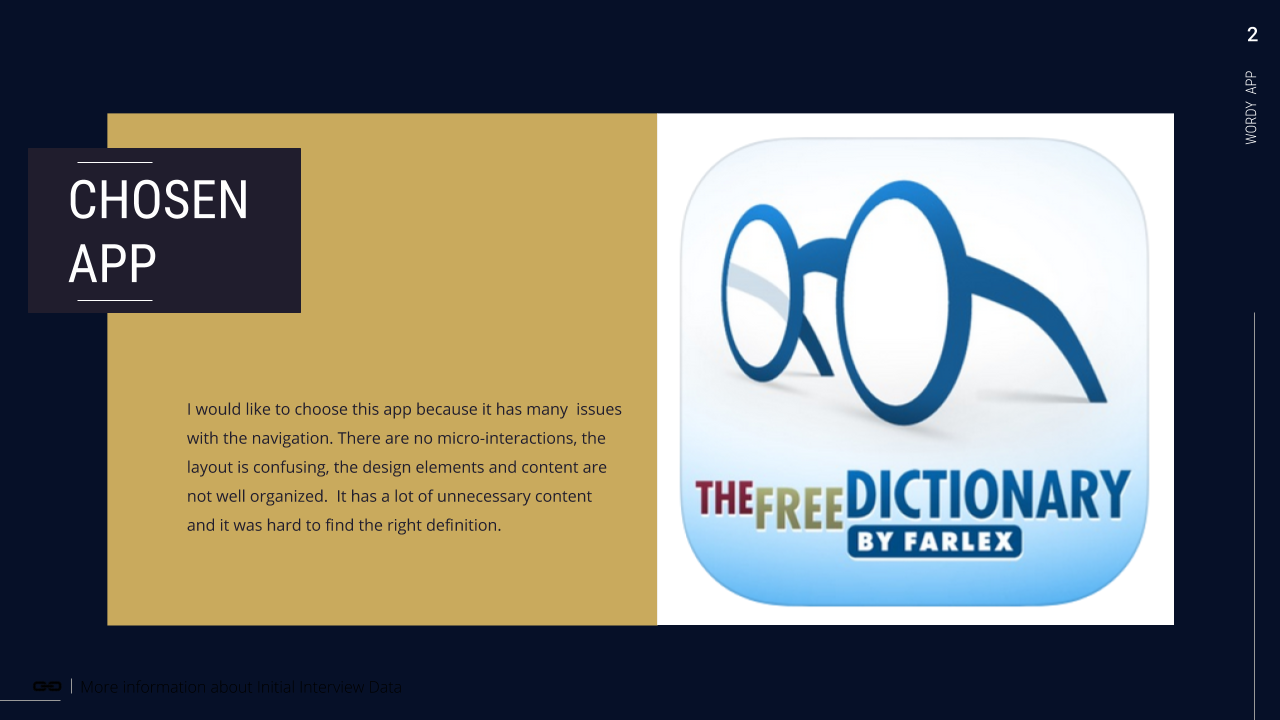 2
WORDY APP
CHOSEN
APP
I would like to choose this app because it has many  issues
with the navigation. There are no micro-interactions, the
layout is confusing, the design elements and content are
not well organized.  It has a lot of unnecessary content
and it was hard to find the right definition.
THE FREE DICTIONARY
BY FARLEX
More information about Initial Interview Data